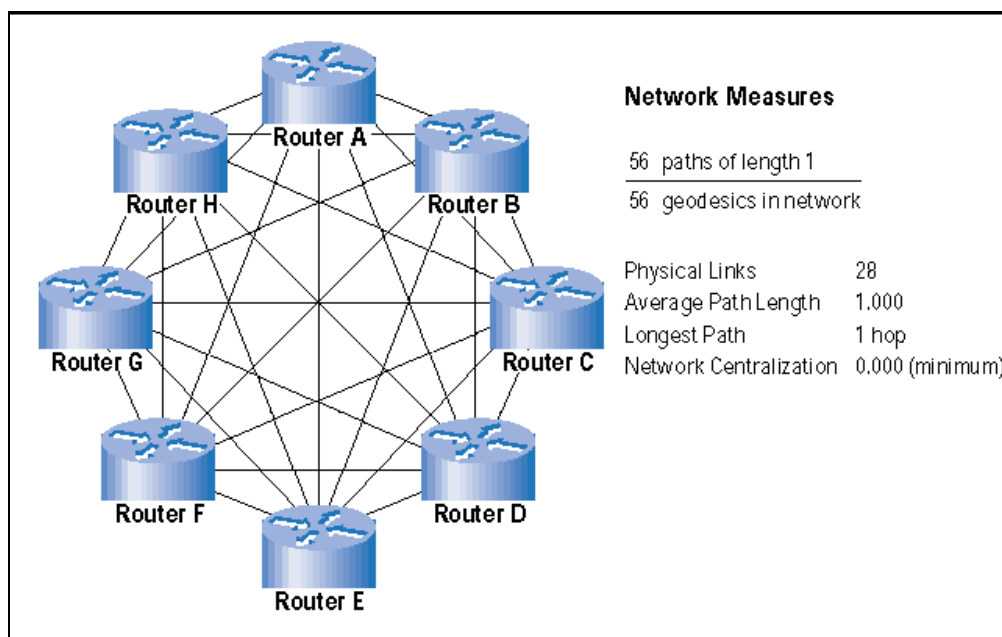 Router A
Router H
Router B
Router G
Router C
Router F
Router D
Router E
Network Measures
56 paths of length 1
56 geodesics in network
Physical Links 28
Average Path Length 1.000
Longest Path 1 hop
Network Centralization 0.000 (minimum)